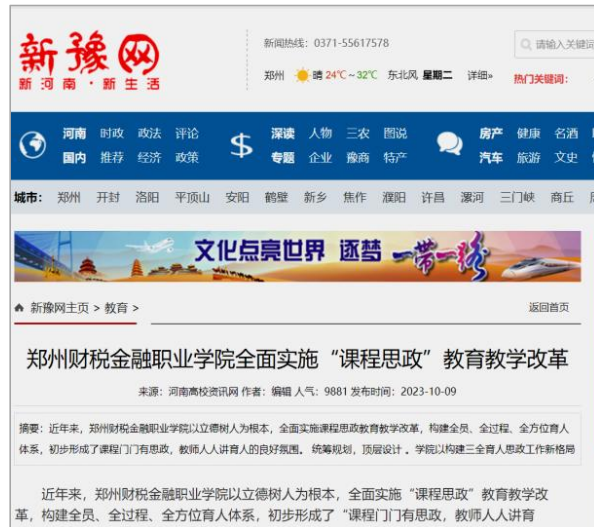 新豫网
新河南·新生活
新闻热线：0371-55617578
请输入关键词
郑州 晴 24℃~32℃ 东北风 星期二 详细»
热门关键词：
河南 时政 政法 评论
国内 推荐 经济 政策
深读 人物 三农 图说
专题 企业 豫商 特产
房产 健康 名酒
汽车 旅游 文史
城市： 郑州 开封 洛阳 平顶山 安阳 鹤壁 新乡 焦作 濮阳 许昌 漯河 三门峡 商丘
文化点亮世界 逐梦 一带一路
新豫网主页 > 教育 >
返回首页
郑州财税金融职业学院全面实施“课程思政”教育教学改革
来源：河南高校资讯网 作者：编辑 人气：9881 发布时间：2023-10-09
摘要：近年来，郑州财税金融职业学院以立德树人为根本，全面实施课程思政教育教学改革，构建全员、全过程、全方位育人
体系，初步形成了课程门门有思政，教师人人讲育人的良好氛围。 统筹规划，顶层设计 。学院以构建三全育人思政工作新格局
近年来，郑州财税金融职业学院以立德树人为根本，全面实施“课程思政”教育教学改
革，构建全员、全过程、全方位育人体系，初步形成了“课程门门有思政，教师人人讲育